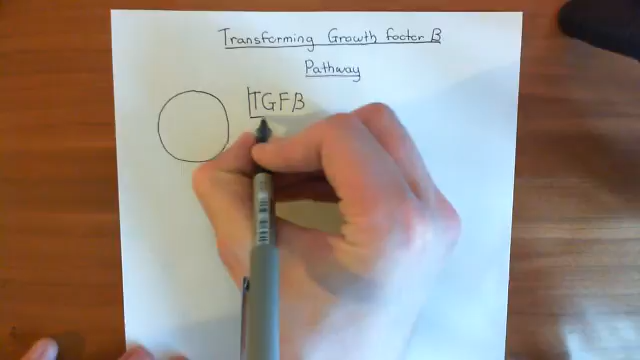 Transforming Growth factor β
Pathway
TGFβ